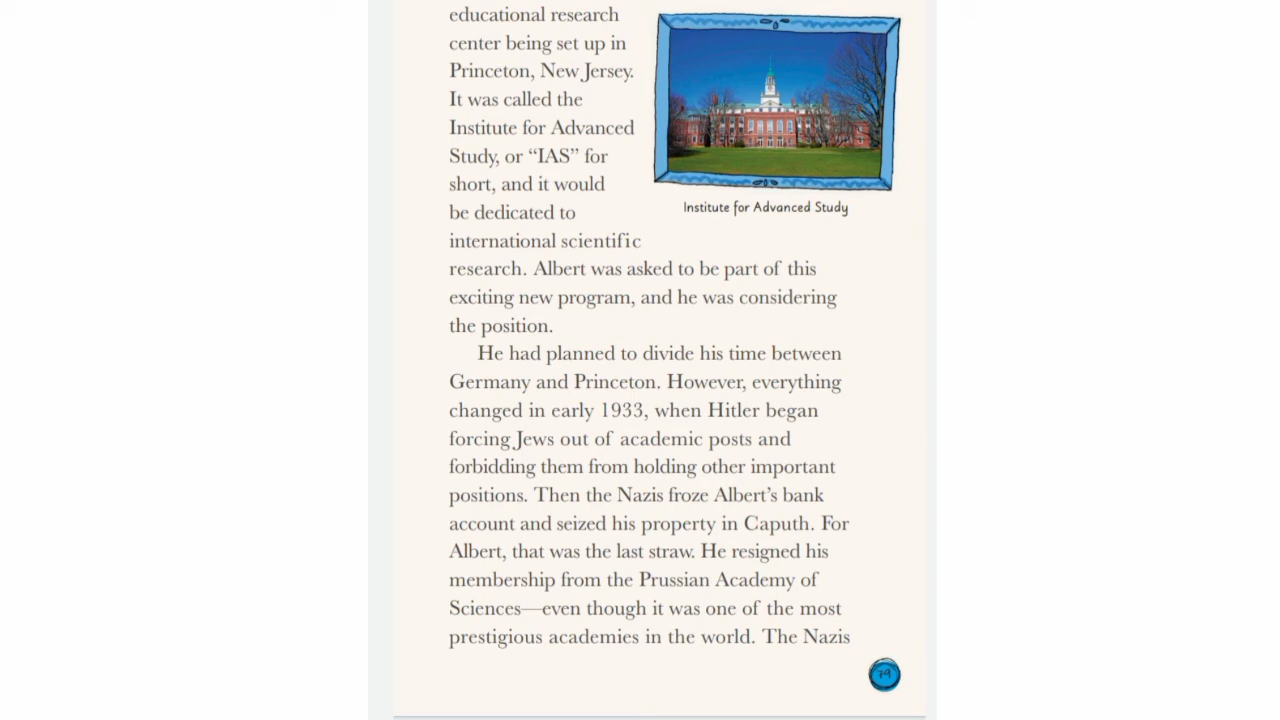 educational research
center being set up in
Princeton, New Jersey.
It was called the
Institute for Advanced
Study, or “IAS” for
short, and it would
be dedicated to
international scientific
Institute for Advanced Study
research. Albert was asked to be part of this
exciting new program, and he was considering
the position.
He had planned to divide his time between
Germany and Princeton. However, everything
changed in early 1933, when Hitler began
forcing Jews out of academic posts and
forbidding them from holding other important
positions. Then the Nazis froze Albert’s bank
account and seized his property in Caputh. For
Albert, that was the last straw. He resigned his
membership from the Prussian Academy of
Sciences—even though it was one of the most
prestigious academies in the world. The Nazis
79